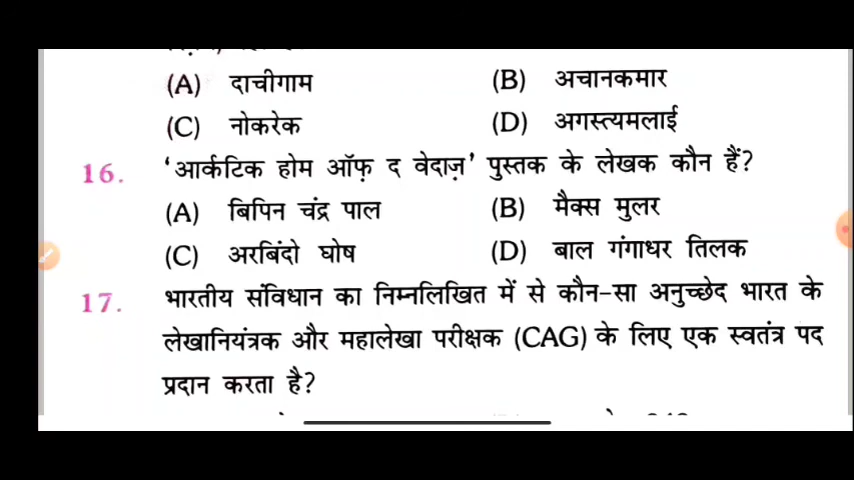 (A) दाचीगाम (B) अचानकमार
(C) नोकरेक (D) अगस्त्यमलाई
16. ‘आर्कटिक होम ऑफ़ द वेदाज़’ पुस्तक के लेखक कौन हैं?
(A) बिपिन चंद्र पाल (B) मैक्स मुलर
(C) अरबिंदो घोष (D) बाल गंगाधर तिलक
17. भारतीय संविधान का निम्नलिखित में से कौन-सा अनुच्छेद भारत के
लेखानियंत्रक और महालेखा परीक्षक (CAG) के लिए एक स्वतंत्र पद
प्रदान करता है?